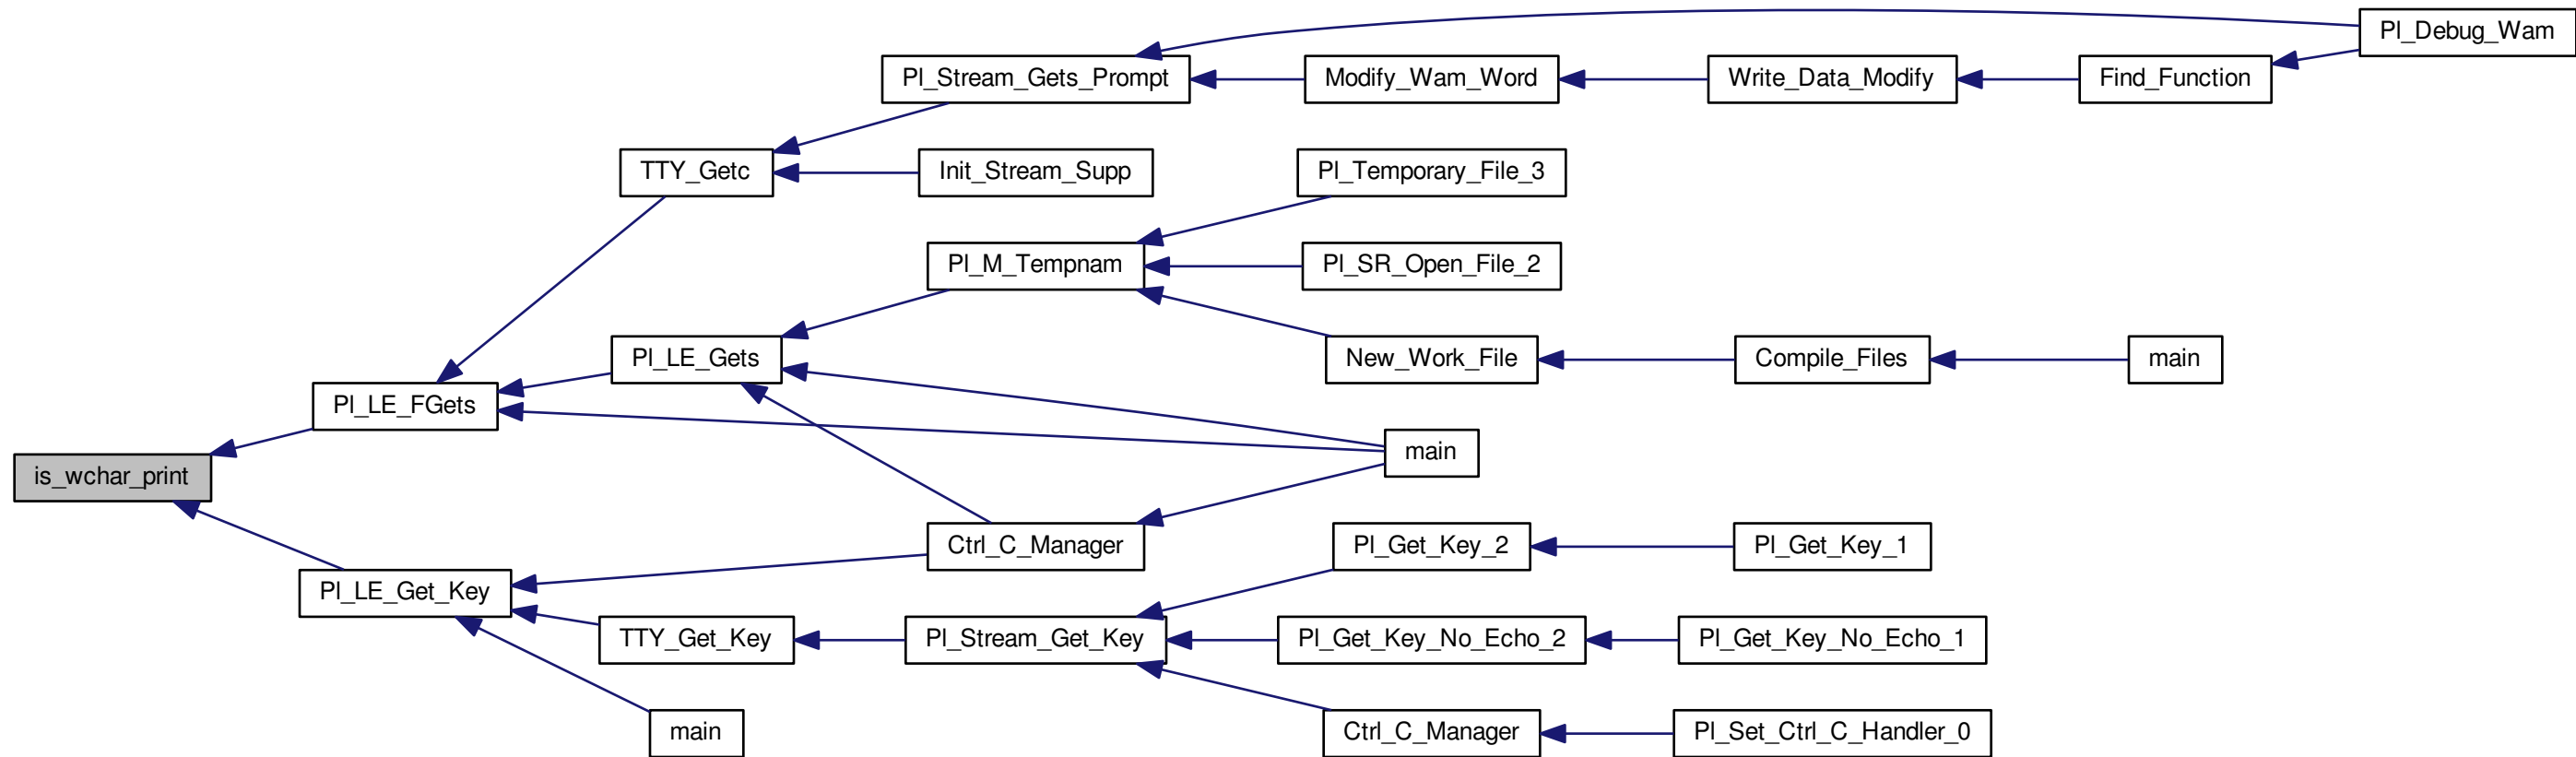 Pl_Debug_Wam
Pl_Stream_Gets_Prompt
Modify_Wam_Word
Write_Data_Modify
Find_Function
TTY_Getc
Init_Stream_Supp
Pl_Temporary_File_3
Pl_M_Tempnam
Pl_SR_Open_File_2
Pl_LE_Gets
New_Work_File
Compile_Files
main
Pl_LE_FGets
main
is_wchar_print
Ctrl_C_Manager
Pl_Get_Key_2
Pl_Get_Key_1
Pl_LE_Get_Key
TTY_Get_Key
Pl_Stream_Get_Key
Pl_Get_Key_No_Echo_2
Pl_Get_Key_No_Echo_1
main
Ctrl_C_Manager
Pl_Set_Ctrl_C_Handler_0